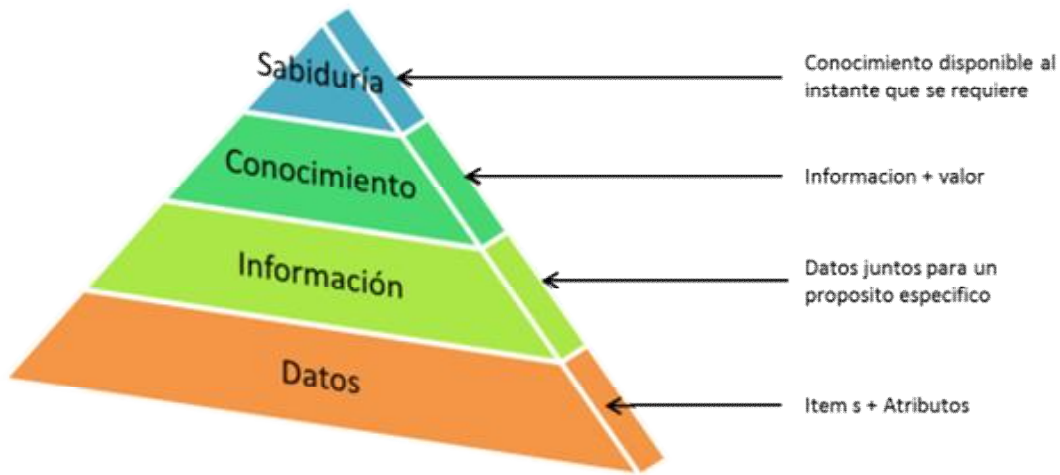 Sabiduría
Conocimiento disponible al
instante que se requiere
Conocimiento
Informacion + valor
Información
Datos juntos para un
proposito especifico
Datos
Item s + Atributos